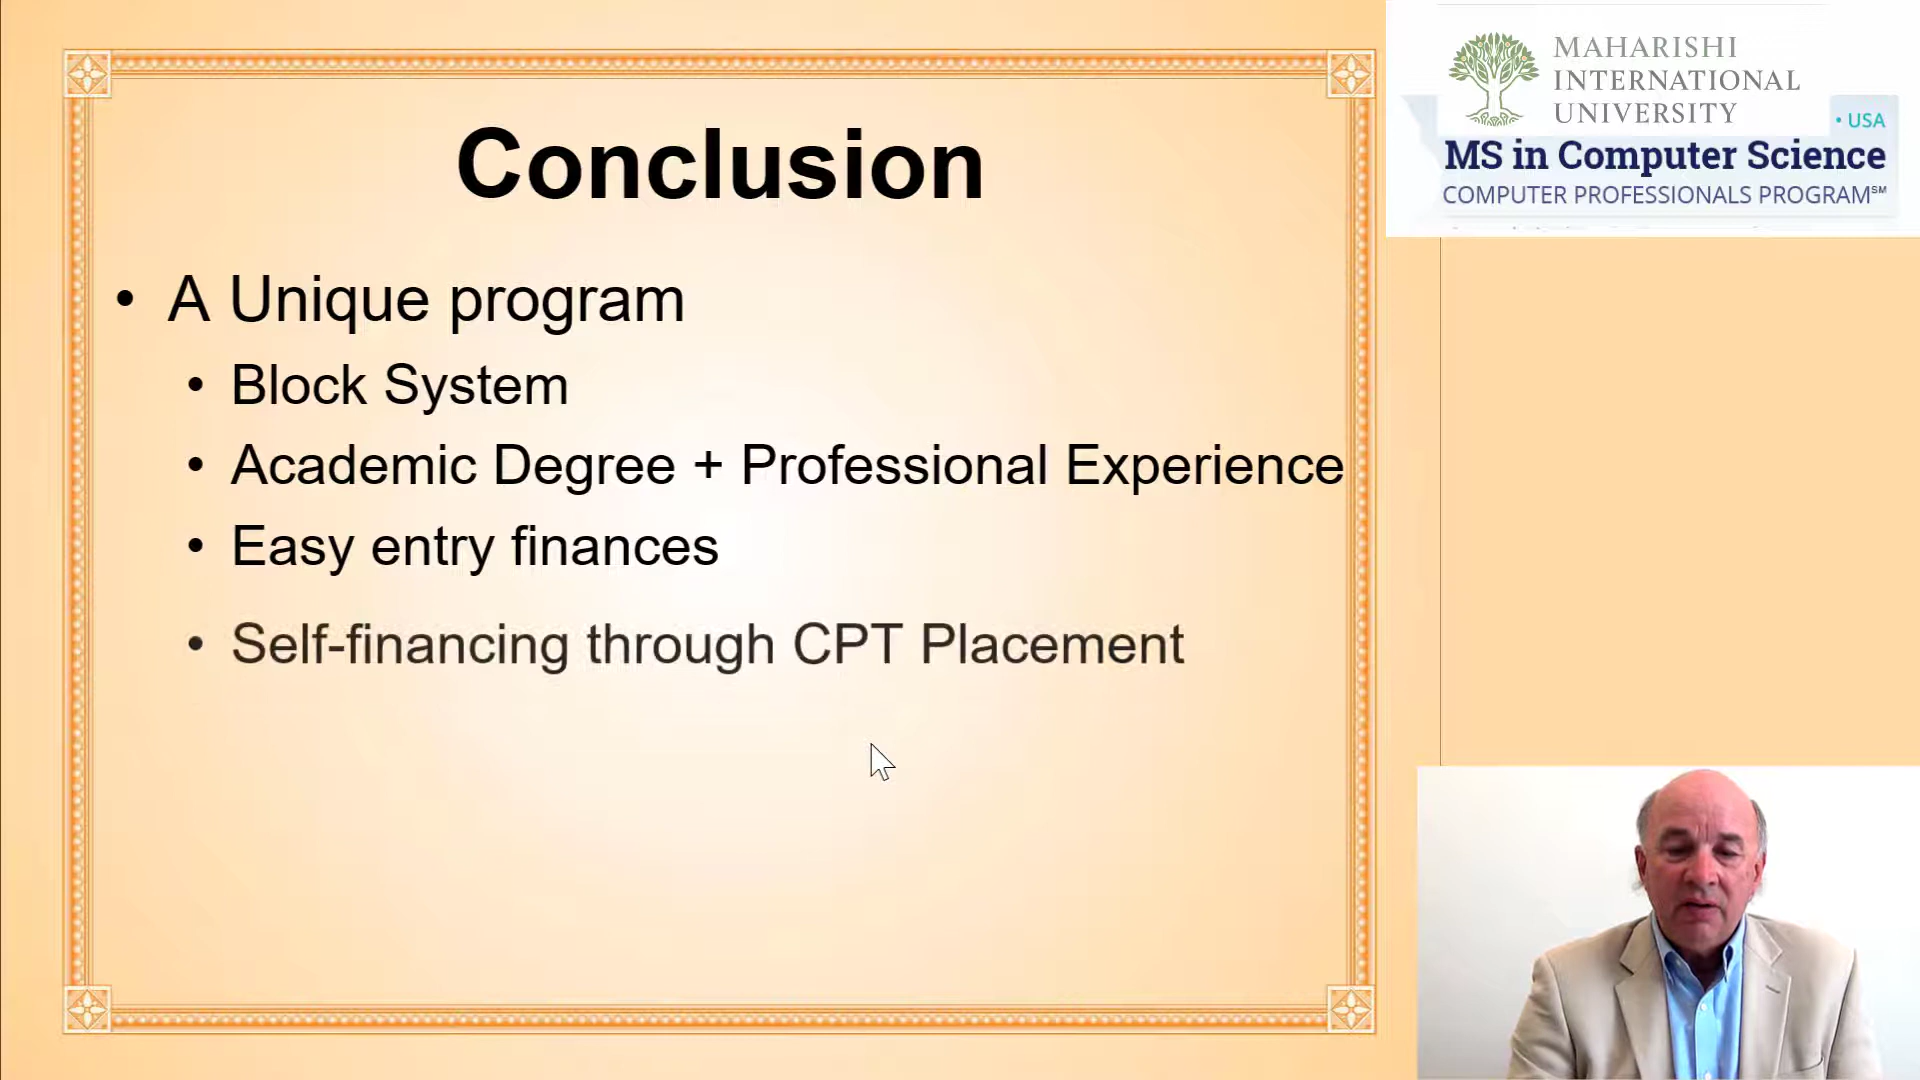 Conclusion
• A Unique program
• Block System
• Academic Degree + Professional Experience
• Easy entry finances
• Self-financing through CPT Placement
MAHARISHI
INTERNATIONAL
UNIVERSITY
• USA
MS in Computer Science
COMPUTER PROFESSIONALS PROGRAM℠